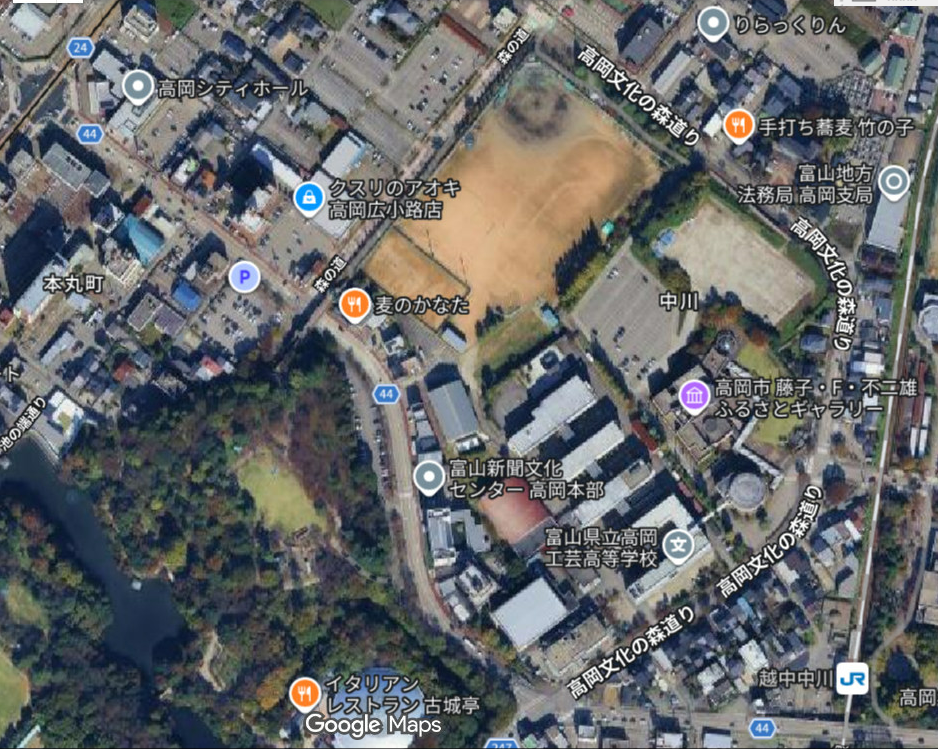 りらっくりん
森の道
24
高岡文化の森道り
高岡シティホール
44
手打ち蕎麦 竹の子
クスリのアオキ
高岡広小路店
富山地方
法務局 高岡支局
高岡文化の森道り
森の道
P
本丸町
麦のかなた
中川
44
高岡市 藤子・F・不二雄
ふるさとギャラリー
池の端通り
富山新聞文化
センター 高岡本部
富山県立高岡
工芸高等学校
文
高岡文化の森道り
高岡文化の森道り
越中中川
JR
イタリアン
レストラン 古城亭
高岡
Google Maps
44